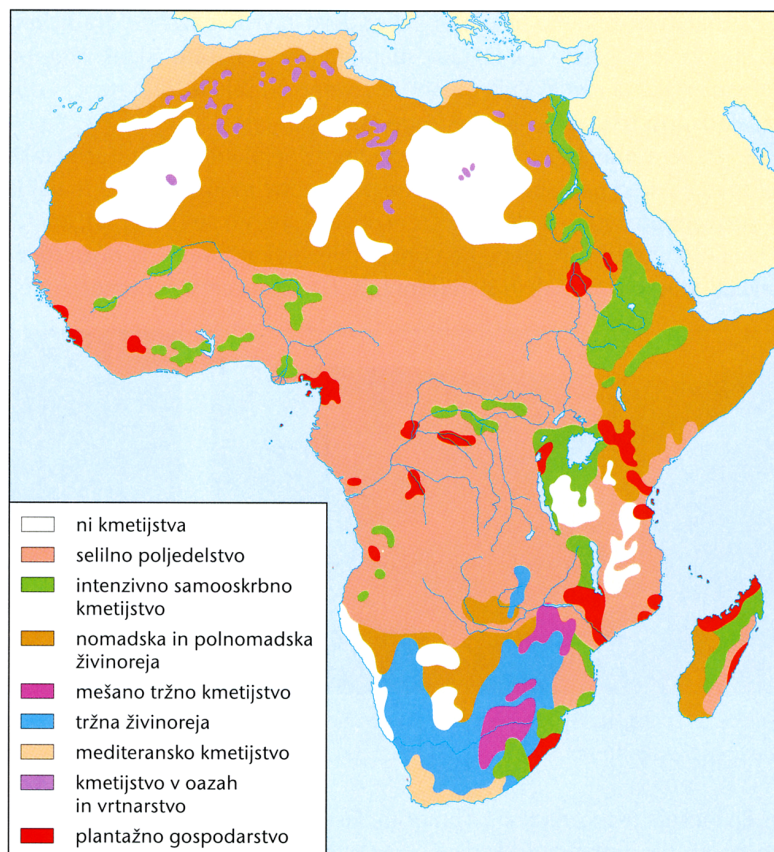 ni kmetijstva
selilno poljedelstvo
intenzivno samooskrbno
kmetijstvo
nomadska in polnomadska
živinoreja
mešano tržno kmetijstvo
tržna živinoreja
mediteransko kmetijstvo
kmetijstvo v oazah
in vrtnarstvo
plantažno gospodarstvo